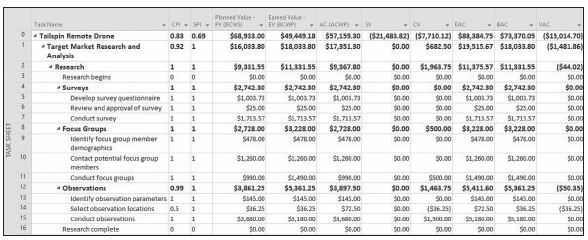 Task Name CPI SPI Planned Value - PV (BCWS) Earned Value - EV (BCWP) AC (ACWP) SV CV EAC BAC VAC
0 Tailspin Remote Drone 0.83 0.69 $68,933.00 $49,449.18 $57,159.30 ($21,483.82) ($7,710.12) $88,384.75 $73,370.05 ($15,014.70)
1 Target Market Research and Analysis 0.92 1 $16,033.80 $18,033.80 $17,351.30 $0.00 $682.50 $19,515.67 $18,033.80 ($1,481.86)
2 Research 1 1 $9,331.55 $11,331.55 $9,367.80 $0.00 $1,963.75 $11,375.57 $11,331.55 ($44.02)
3 Research begins 0 0 $0.00 $0.00 $0.00 $0.00 $0.00 $0.00 $0.00 $0.00
4 Surveys 1 1 $2,742.30 $2,742.30 $2,742.30 $0.00 $0.00 $2,742.30 $2,742.30 $0.00
5 Develop survey questionnaire 1 1 $1,003.73 $1,003.73 $1,003.73 $0.00 $0.00 $1,003.73 $1,003.73 $0.00
6 Review and approval of survey 1 1 $25.00 $25.00 $25.00 $0.00 $0.00 $25.00 $25.00 $0.00
7 Conduct survey 1 1 $1,713.57 $1,713.57 $1,713.57 $0.00 $0.00 $1,713.57 $1,713.57 $0.00
8 Focus Groups 1 1 $2,728.00 $3,228.00 $2,728.00 $0.00 $500.00 $3,228.00 $3,228.00 $0.00
9 Identify focus group member demographics 1 1 $478.00 $478.00 $478.00 $0.00 $0.00 $478.00 $478.00 $0.00
10 Contact potential focus group members 1 1 $1,260.00 $1,260.00 $1,260.00 $0.00 $0.00 $1,260.00 $1,260.00 $0.00
11 Conduct focus groups 1 1 $990.00 $1,490.00 $990.00 $0.00 $500.00 $1,490.00 $1,490.00 $0.00
12 Observations 0.99 1 $3,861.25 $5,361.25 $3,897.50 $0.00 $1,463.75 $5,411.60 $5,361.25 ($50.35)
13 Identify observation parameters 1 1 $145.00 $145.00 $145.00 $0.00 $0.00 $145.00 $145.00 $0.00
14 Select observation locations 0.5 1 $36.25 $36.25 $72.50 $0.00 ($36.25) $72.50 $36.25 ($36.25)
15 Conduct observations 1 1 $3,680.00 $5,180.00 $3,680.00 $0.00 $1,500.00 $5,180.00 $5,180.00 $0.00
16 Research complete 0 0 $0.00 $0.00 $0.00 $0.00 $0.00 $0.00 $0.00 $0.00
TASK SHEET